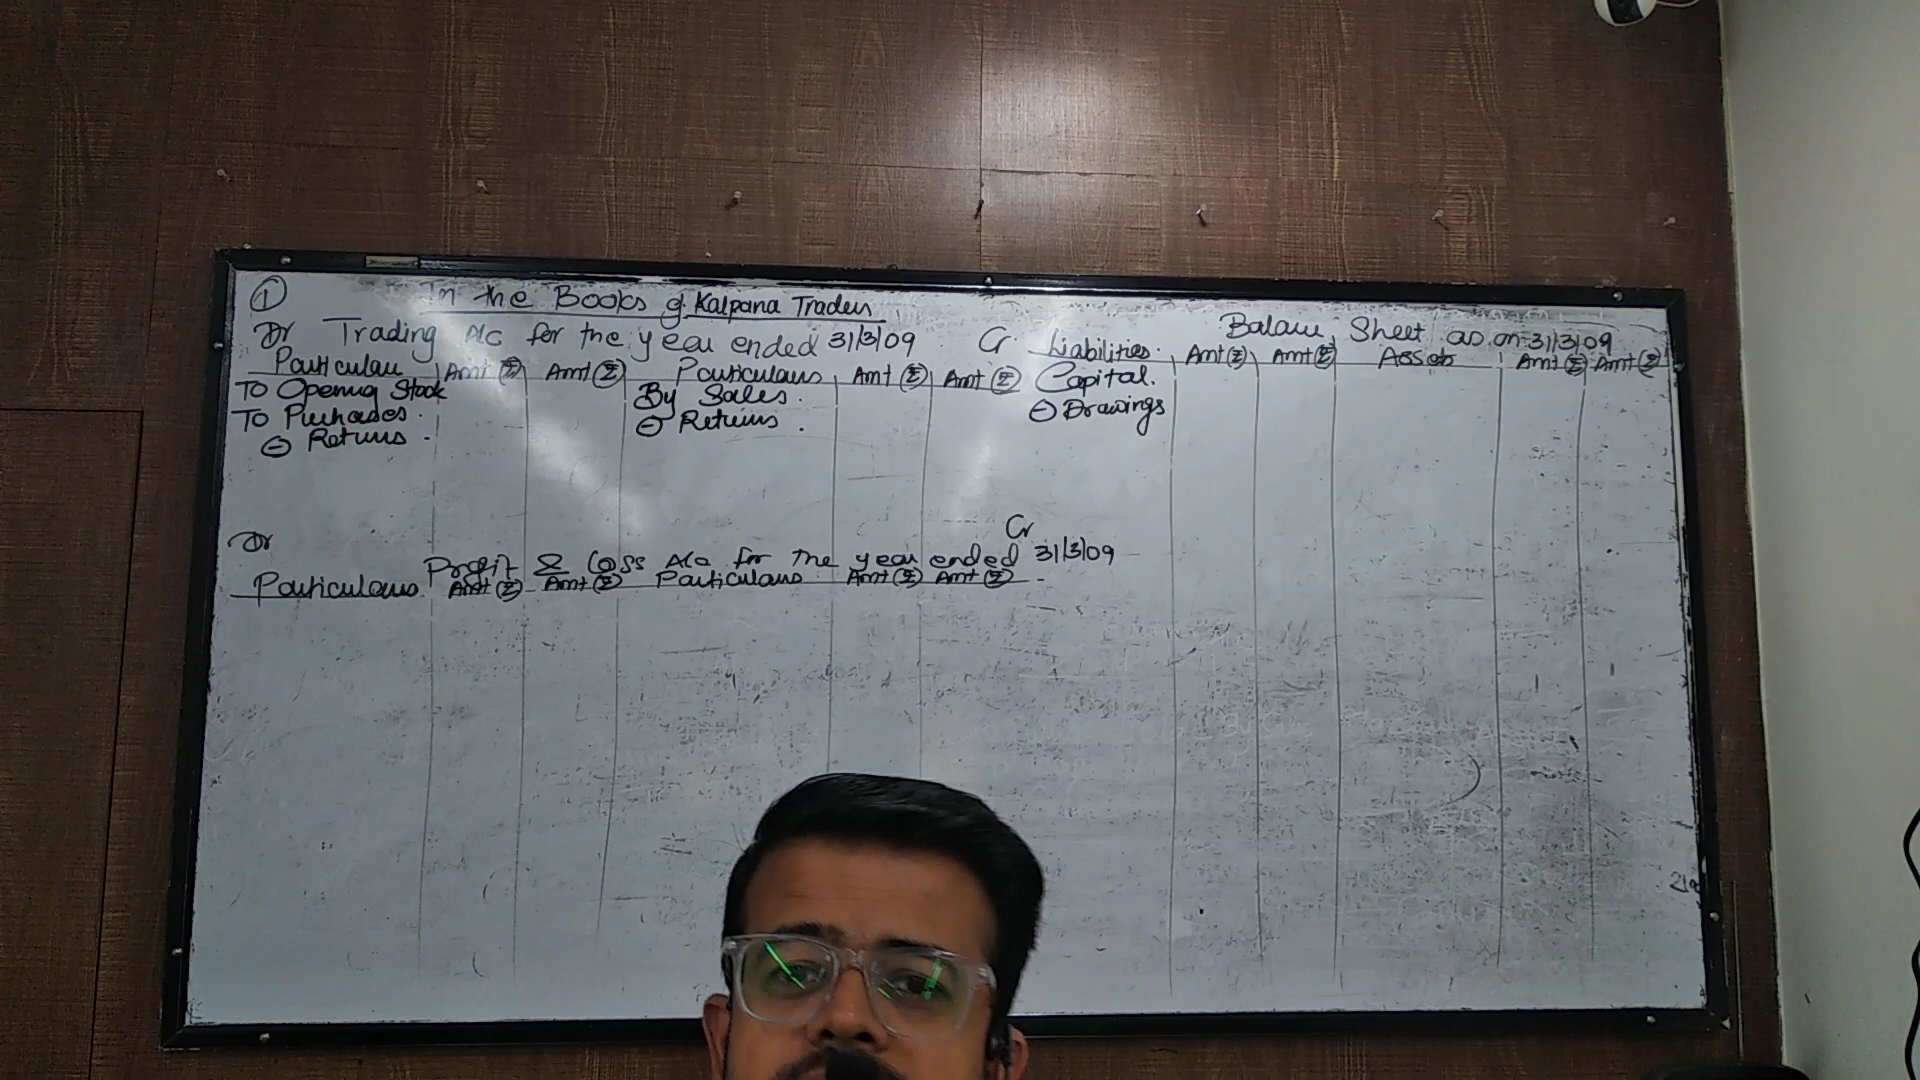 1
In the Books of Kalpana Traders
Dr Trading A/c for the year ended 31/3/09 Cr
Particulars Amt (₹) Amt (₹) Particulars Amt (₹) Amt (₹)
To Opening Stock By Sales.
To Purchases. ⊖ Returns.
⊖ Returns.
Balance Sheet as on 31/3/09
Liabilities. Amt (₹) Amt (₹) Assets Amt (₹) Amt (₹)
Capital.
⊖ Drawings
Dr Cr
Profit & Loss A/c for the year ended 31/3/09
Particulars Amt (₹) Amt (₹) Particulars Amt (₹) Amt (₹)